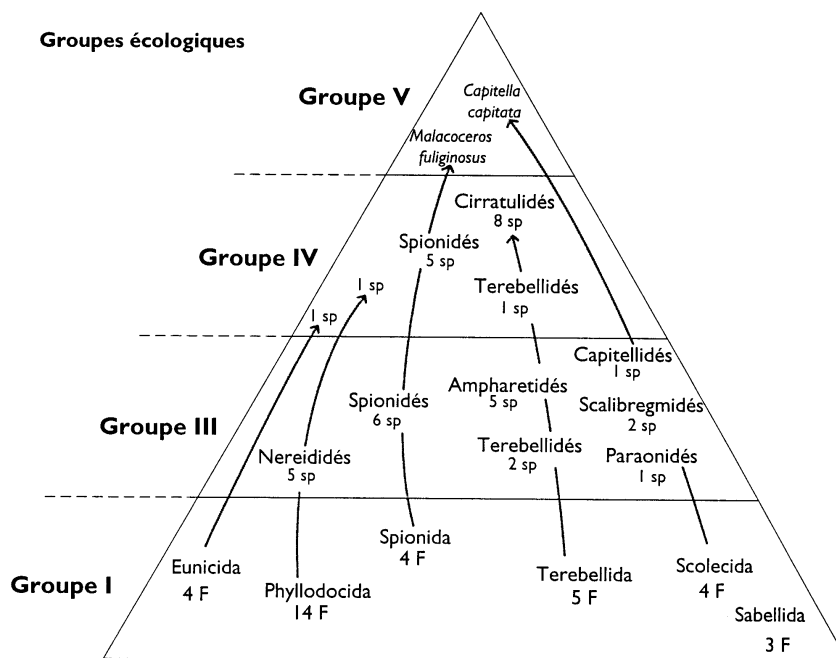 Groupes écologiques
Groupe V
Capitella
capitata
Malacoceros
fuliginosus
Groupe IV
Cirratulidés
8 sp
Spionidés
5 sp
1 sp
1 sp
Terebellidés
1 sp
Groupe III
Capitellidés
1 sp
Ampharetidés
5 sp
Spionidés
6 sp
Scalibregmidés
2 sp
Terebellidés
2 sp
Nereididés
5 sp
Paraonidés
1 sp
Groupe I
Spionida
4 F
Eunicida
4 F
Phyllodocida
14 F
Terebellida
5 F
Scolecida
4 F
Sabellida
3 F